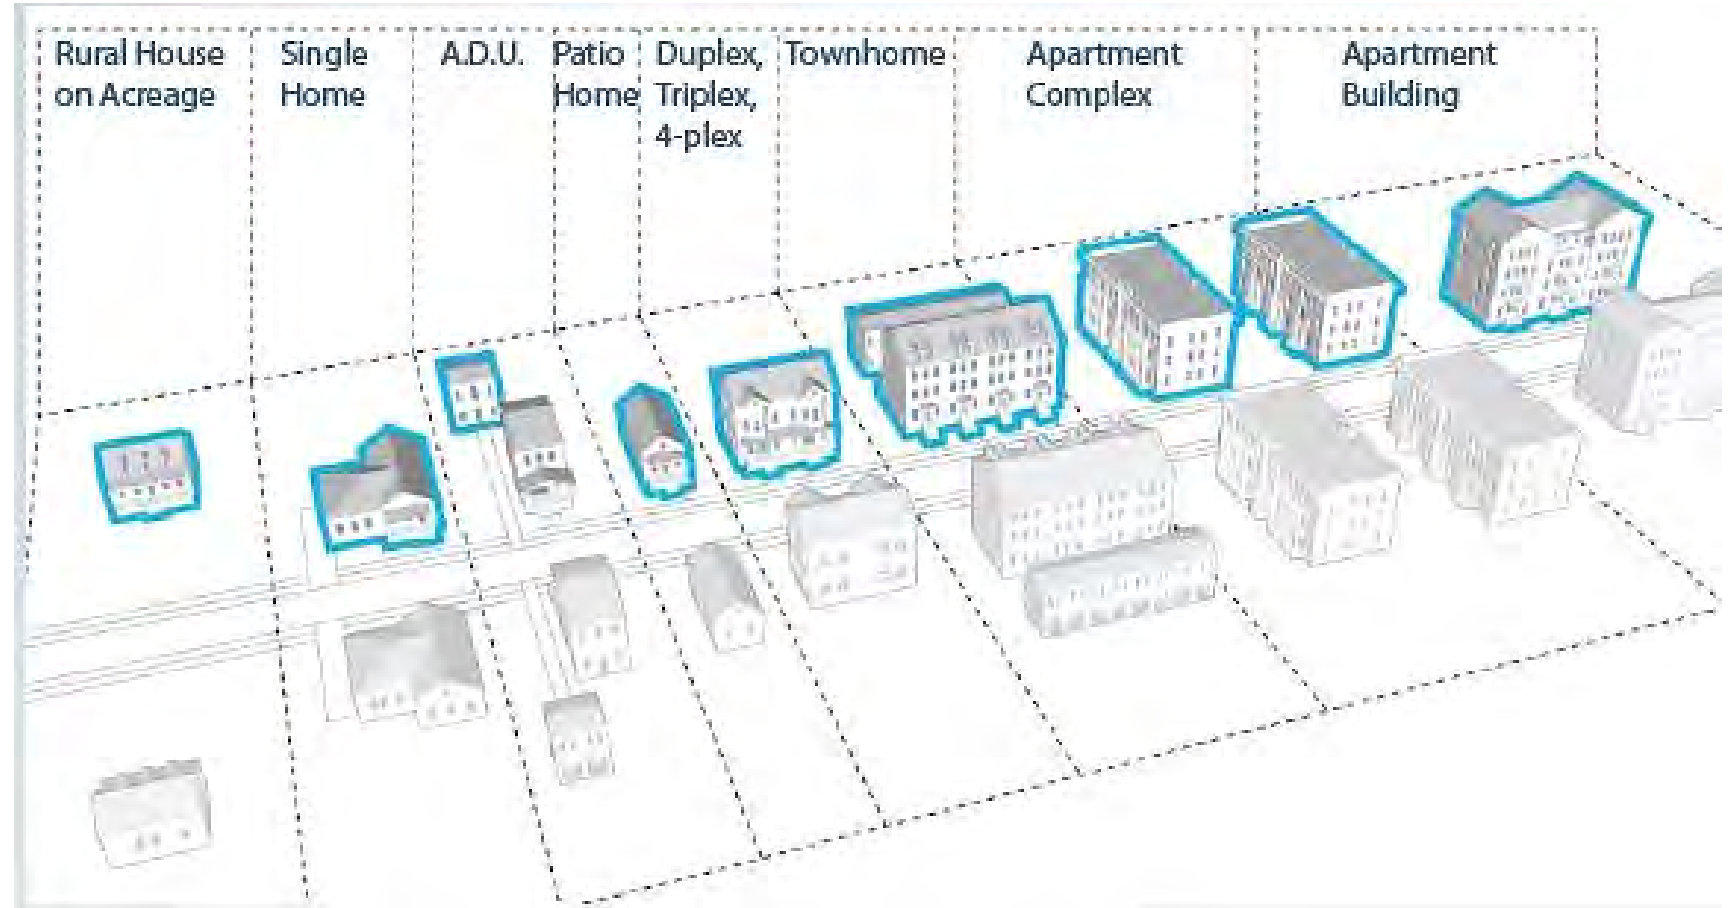 Rural House
on Acreage
Single
Home
A.D.U.
Patio
Home
Duplex,
Triplex,
4-plex
Townhome
Apartment
Complex
Apartment
Building